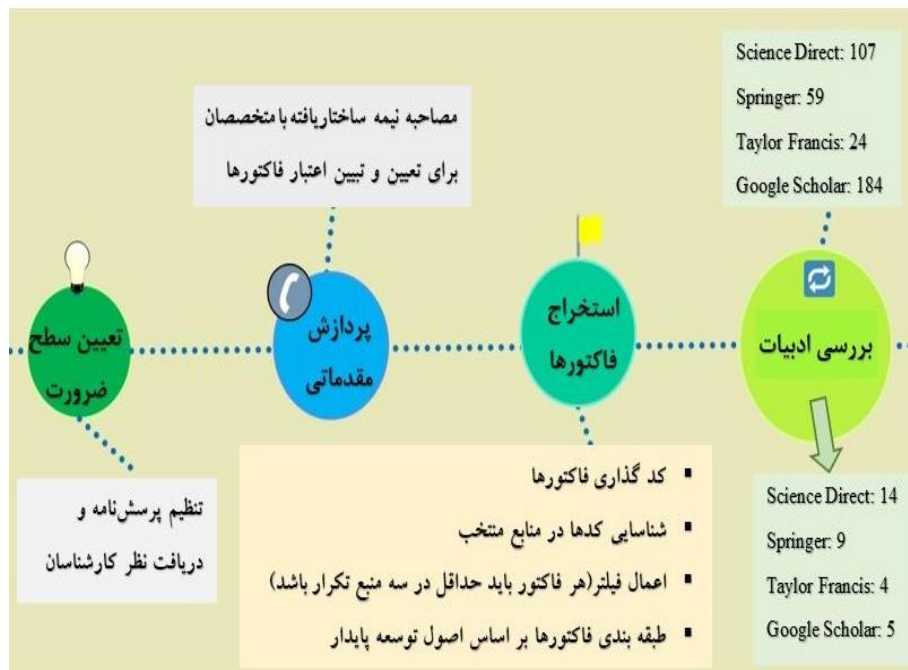 Science Direct: 107
Springer: 59
Taylor Francis: 24
Google Scholar: 184
بررسی ادبیات
Science Direct: 14
Springer: 9
Taylor Francis: 4
Google Scholar: 5
استخراج
فاکتورها
▪ کد گذاری فاکتورها
▪ شناسایی کدها در منابع منتخب
▪ اعمال فیلتر(هر فاکتور باید حداقل در سه منبع تکرار باشد)
▪ طبقه بندی فاکتورها بر اساس اصول توسعه پایدار
مصاحبه نیمه ساختاریافته با متخصصان
برای تعیین و تبیین اعتبار فاکتورها
پردازش
مقدماتی
تعیین سطح
ضرورت
تنظیم پرسش‌نامه و
دریافت نظر کارشناسان